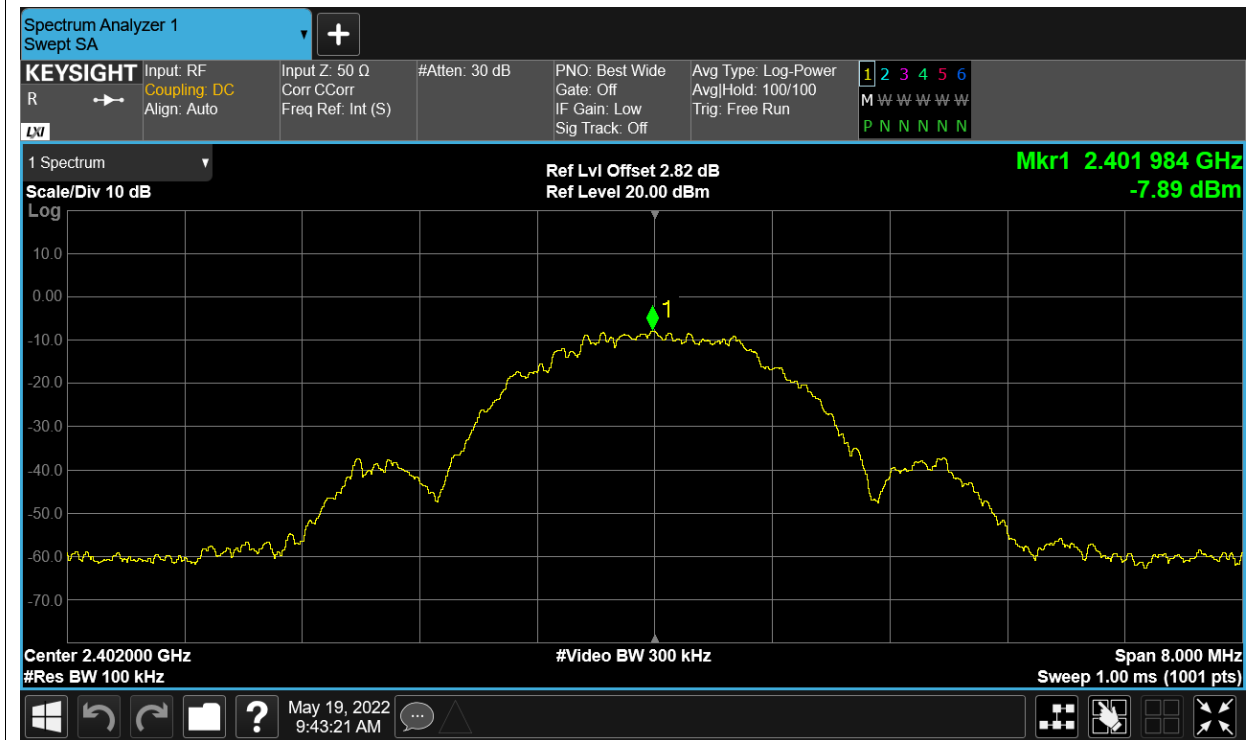 Spectrum Analyzer 1
Swept SA
KEYSIGHT
R
LXI
Input: RF
Coupling: DC
Align: Auto
Input Z: 50 Ω
Corr CCorr
Freq Ref: Int (S)
#Atten: 30 dB
PNO: Best Wide
Gate: Off
IF Gain: Low
Sig Track: Off
Avg Type: Log-Power
Avg|Hold: 100/100
Trig: Free Run
1 2 3 4 5 6
M W W W W W
P N N N N N
1 Spectrum
Scale/Div 10 dB
Log
Ref Lvl Offset 2.82 dB
Ref Level 20.00 dBm
Mkr1 2.401 984 GHz
-7.89 dBm
10.0
0.00
-10.0
-20.0
-30.0
-40.0
-50.0
-60.0
-70.0
1
Center 2.402000 GHz
#Res BW 100 kHz
#Video BW 300 kHz
Span 8.000 MHz
Sweep 1.00 ms (1001 pts)
?
May 19, 2022
9:43:21 AM